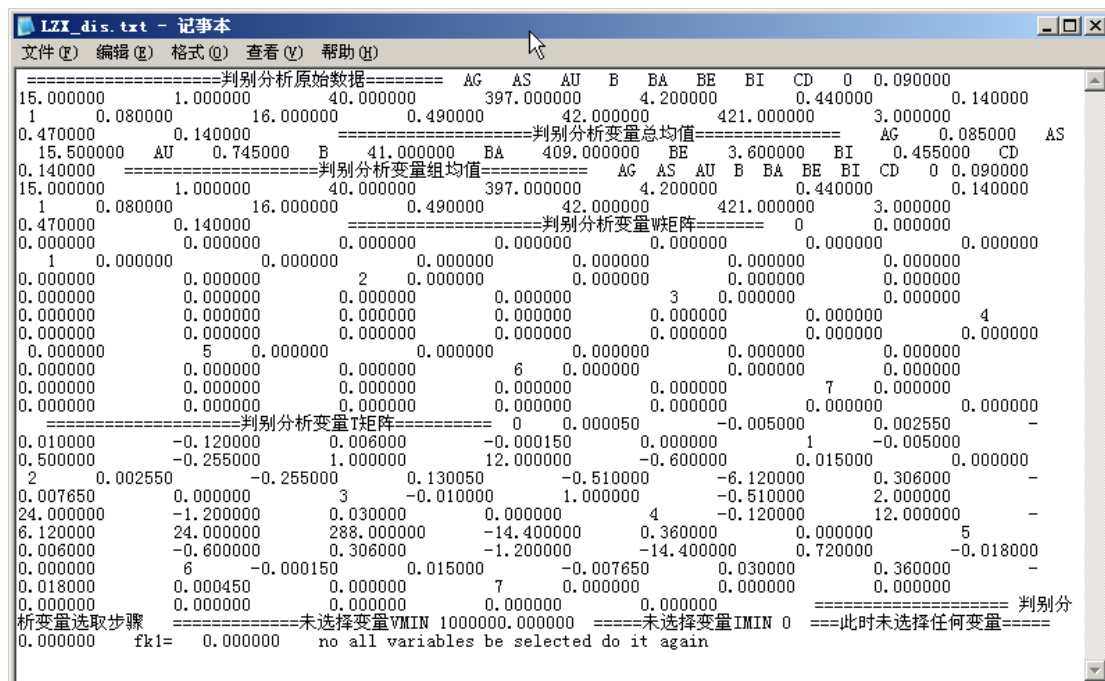 LZX_dis.txt - 记事本
文件(F) 编辑(E) 格式(O) 查看(V) 帮助(H)
====================判别分析原始数据======== AG AS AU B BA BE BI CD 0 0.090000
15.000000 1.000000 40.000000 397.000000 4.200000 0.440000 0.140000
1 0.080000 16.000000 0.490000 42.000000 421.000000 3.000000
0.470000 0.140000 ====================判别分析变量总均值=============== AG 0.085000 AS
15.500000 AU 0.745000 B 41.000000 BA 409.000000 BE 3.600000 BI 0.455000 CD
0.140000 ====================判别分析变量组均值=========== AG AS AU B BA BE BI CD 0 0.090000
15.000000 1.000000 40.000000 397.000000 4.200000 0.440000 0.140000
1 0.080000 16.000000 0.490000 42.000000 421.000000 3.000000
0.470000 0.140000 ====================判别分析变量W矩阵======= 0 0.000000
0.000000 0.000000 0.000000 0.000000 0.000000 0.000000 0.000000
1 0.000000 0.000000 0.000000 0.000000 0.000000 0.000000
0.000000 0.000000 2 0.000000 0.000000 0.000000 0.000000
0.000000 0.000000 0.000000 0.000000 3 0.000000 0.000000
0.000000 0.000000 0.000000 0.000000 0.000000 0.000000 4
0.000000 0.000000 0.000000 0.000000 0.000000 0.000000 0.000000
0.000000 5 0.000000 0.000000 0.000000 0.000000 0.000000
0.000000 0.000000 0.000000 6 0.000000 0.000000 0.000000
0.000000 0.000000 0.000000 0.000000 0.000000 7 0.000000
0.000000 0.000000 0.000000 0.000000 0.000000 0.000000 0.000000
====================判别分析变量T矩阵========== 0 0.000050 -0.005000 0.002550 -
0.010000 -0.120000 0.006000 -0.000150 0.000000 1 -0.005000
0.500000 -0.255000 1.000000 12.000000 -0.600000 0.015000 0.000000
2 0.002550 -0.255000 0.130050 -0.510000 -6.120000 0.306000 -
0.007650 0.000000 3 -0.010000 1.000000 -0.510000 2.000000
24.000000 -1.200000 0.030000 0.000000 4 -0.120000 12.000000 -
6.120000 24.000000 288.000000 -14.400000 0.360000 0.000000 5
0.006000 -0.600000 0.306000 -1.200000 -14.400000 0.720000 -0.018000
0.000000 6 -0.000150 0.015000 -0.007650 0.030000 0.360000 -
0.018000 0.000450 0.000000 7 0.000000 0.000000 0.000000
0.000000 0.000000 0.000000 0.000000 0.000000 ==================== 判别分
析变量选取步骤 =============未选择变量VMIN 1000000.000000 =====未选择变量IMIN 0 ===此时未选择任何变量=====
0.000000 fk1= 0.000000 no all variables be selected do it again